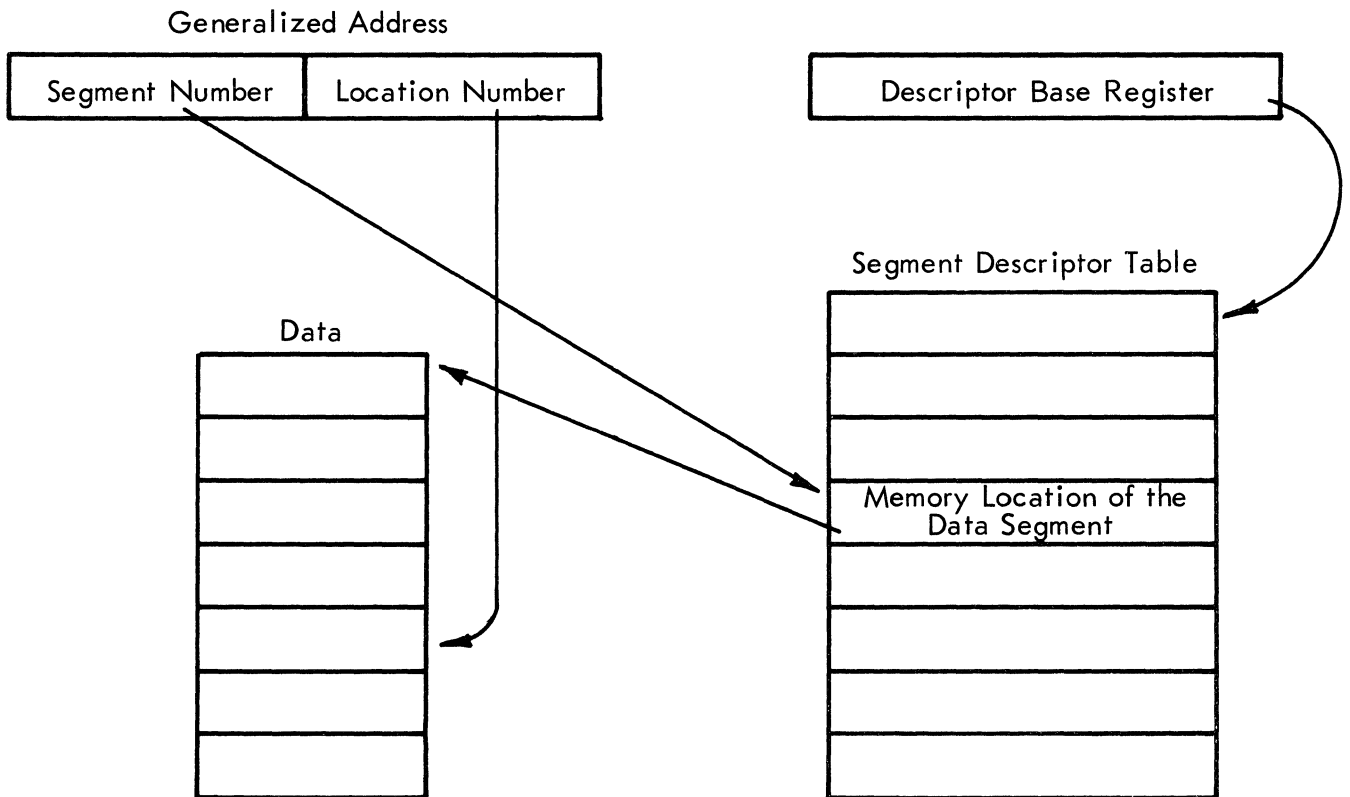 Generalized Address
Segment Number
Location Number
Descriptor Base Register
Segment Descriptor Table
Data
Memory Location of the
Data Segment